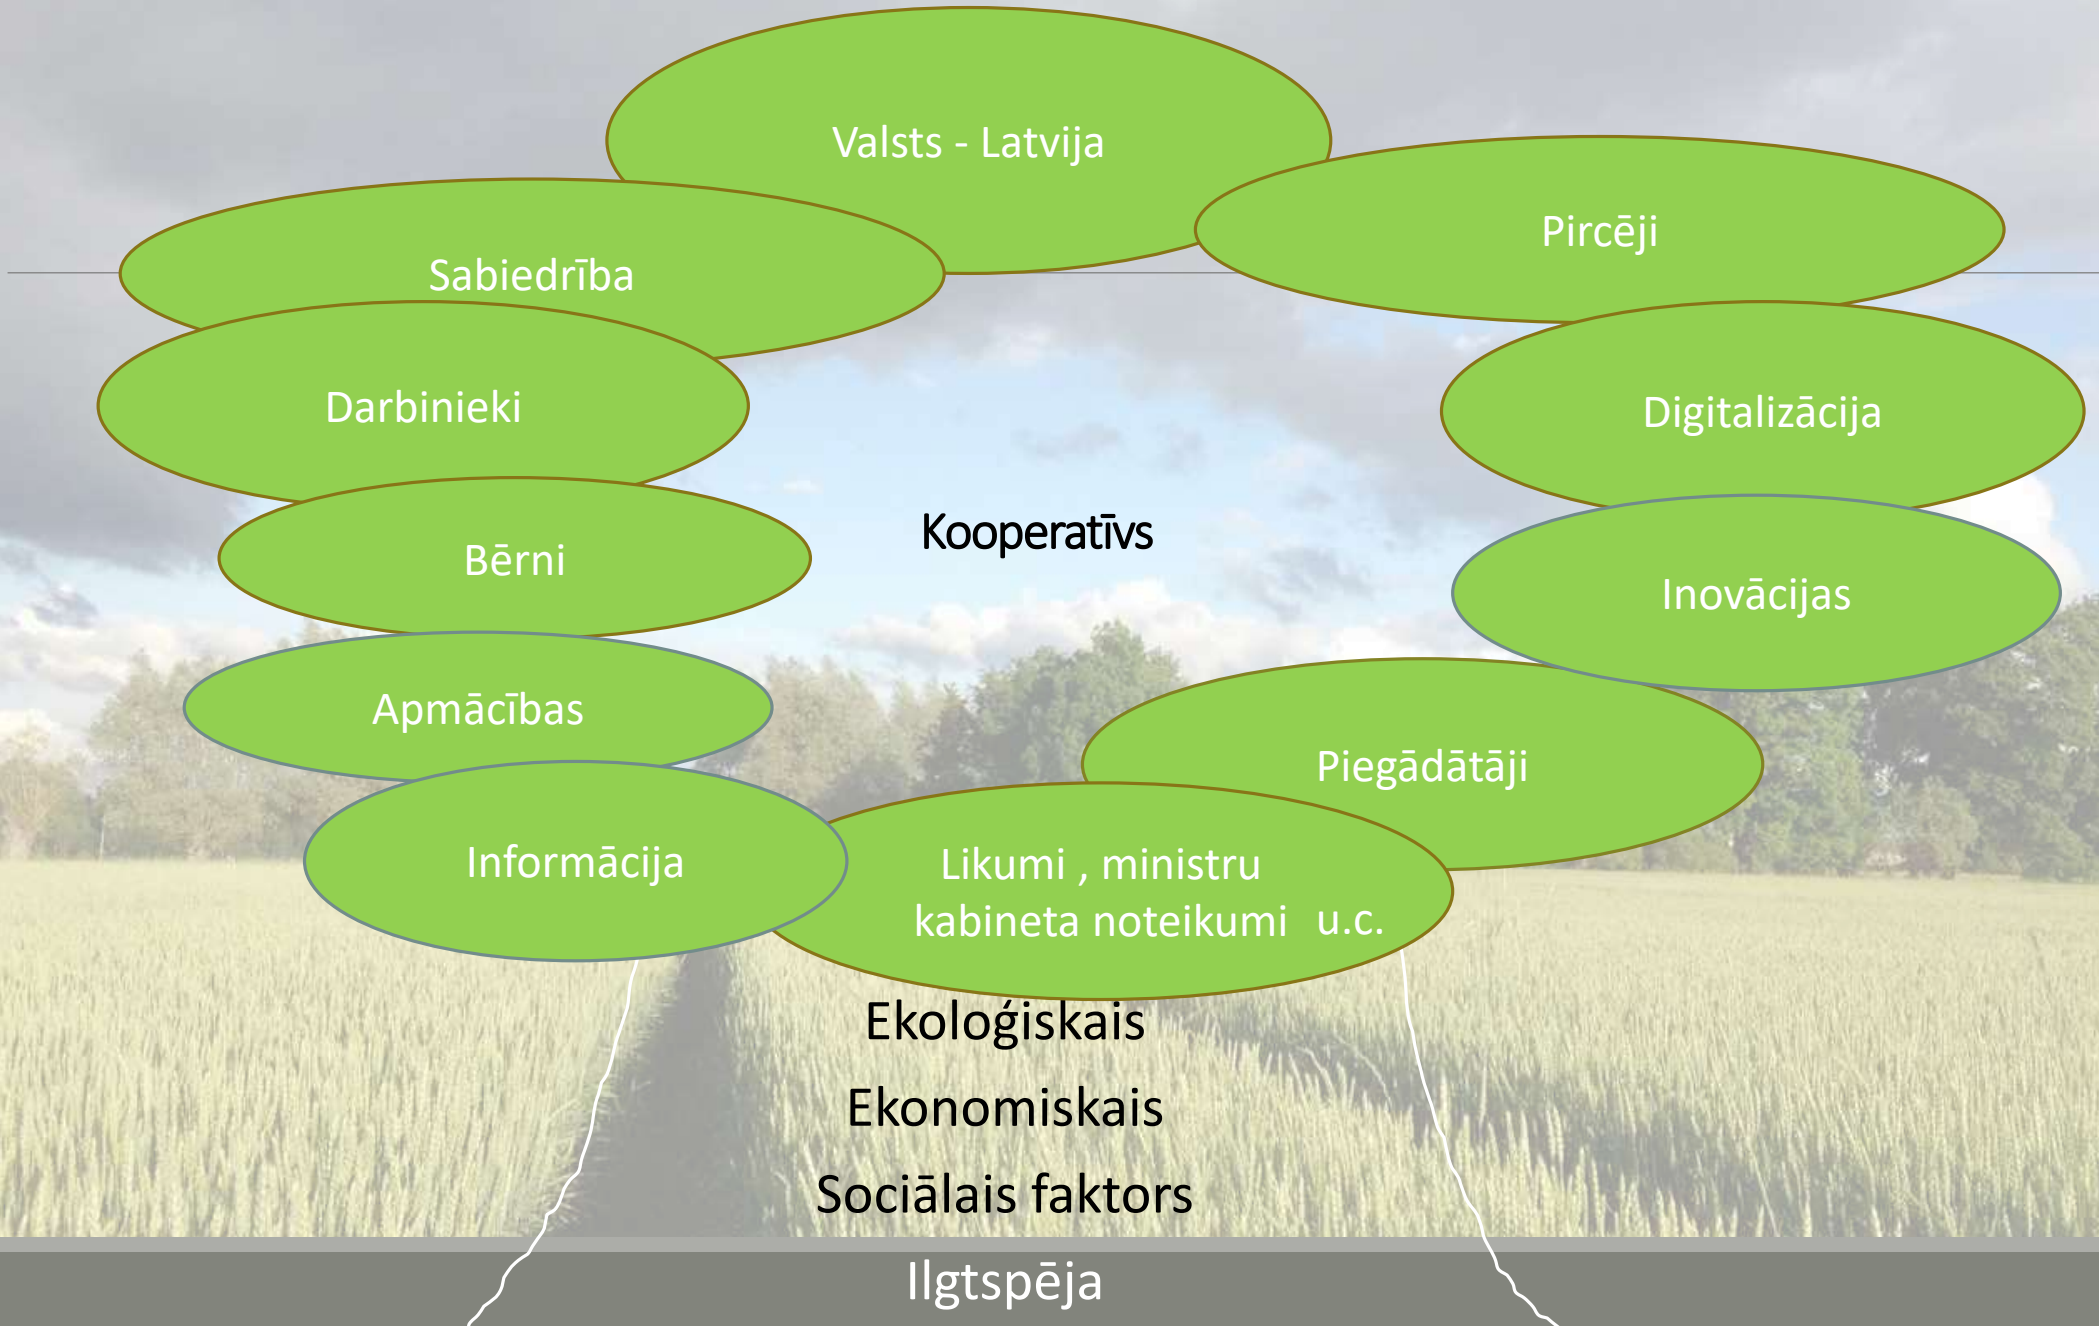 Valsts - Latvija
Pircēji
Sabiedrība
Darbinieki
Digitalizācija
Kooperatīvs
Bērni
Inovācijas
Apmācības
Piegādātāji
Informācija
Likumi , ministru
kabineta noteikumi u.c.
Ekoloģiskais
Ekonomiskais
Sociālais faktors
Ilgtspēja